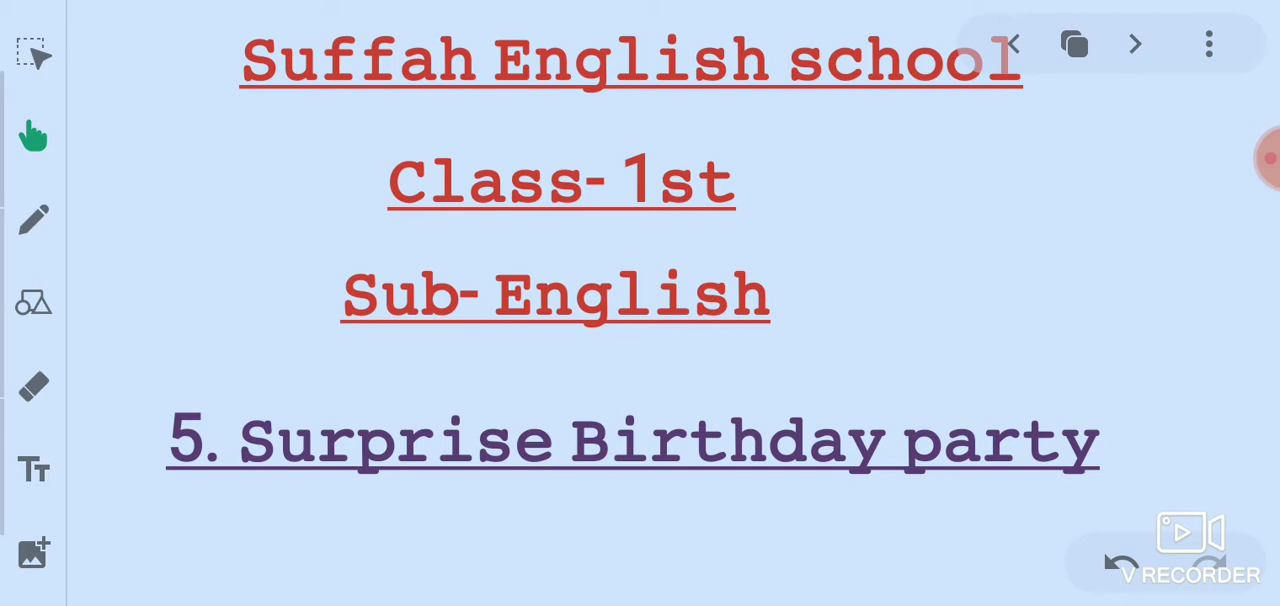 Suffah English school
Class- 1st
Sub- English
5. Surprise Birthday party
V RECORDER